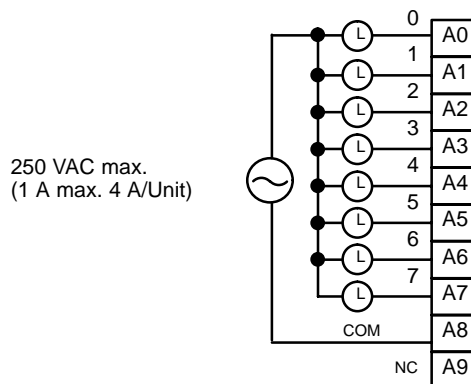 0
L A0
1
L A1
2
L A2
3
L A3
250 VAC max.
(1 A max. 4 A/Unit)
4
L A4
5
L A5
6
L A6
7
L A7
COM A8
NC A9